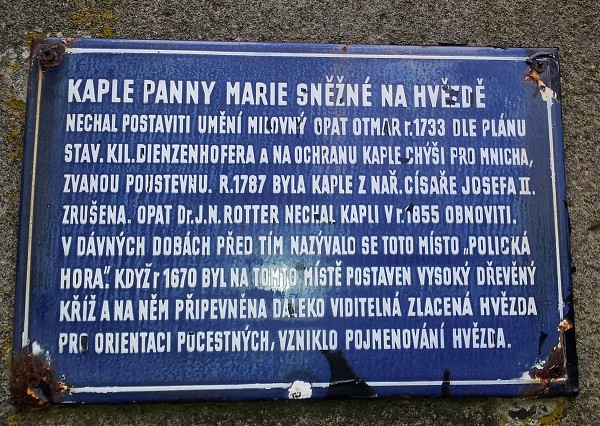 KAPLE PANNY MARIE SNĚŽNÉ NA HVĚZDĚ
NECHAL POSTAVITI UMĚNÍ MILOVNÝ OPAT OTMAR r.1733 DLE PLÁNU
STAV. KIL.DIENZENHOFERA A NA OCHRANU KAPLE CHÝŠI PRO MNICHA,
ZVANOU POUSTEVNU. R.1787 BYLA KAPLE Z NAŘ. CÍSAŘE JOSEFA II.
ZRUŠENA. OPAT Dr.J.N. ROTTER NECHAL KAPLI V r.1855 OBNOVITI.
V DÁVNÝCH DOBÁCH PŘED TÍM NAZÝVALO SE TOTO MÍSTO „POLICKÁ
HORA“. KDYŽ r 1670 BYL NA TOMTO MÍSTĚ POSTAVEN VYSOKÝ DŘEVĚNÝ
KŘÍŽ A NA NĚM PŘIPEVNĚNA DALEKO VIDITELNÁ ZLACENÁ HVĚZDA
PRO ORIENTACI POCESTNÝCH, VZNIKLO POJMENOVÁNÍ HVĚZDA.